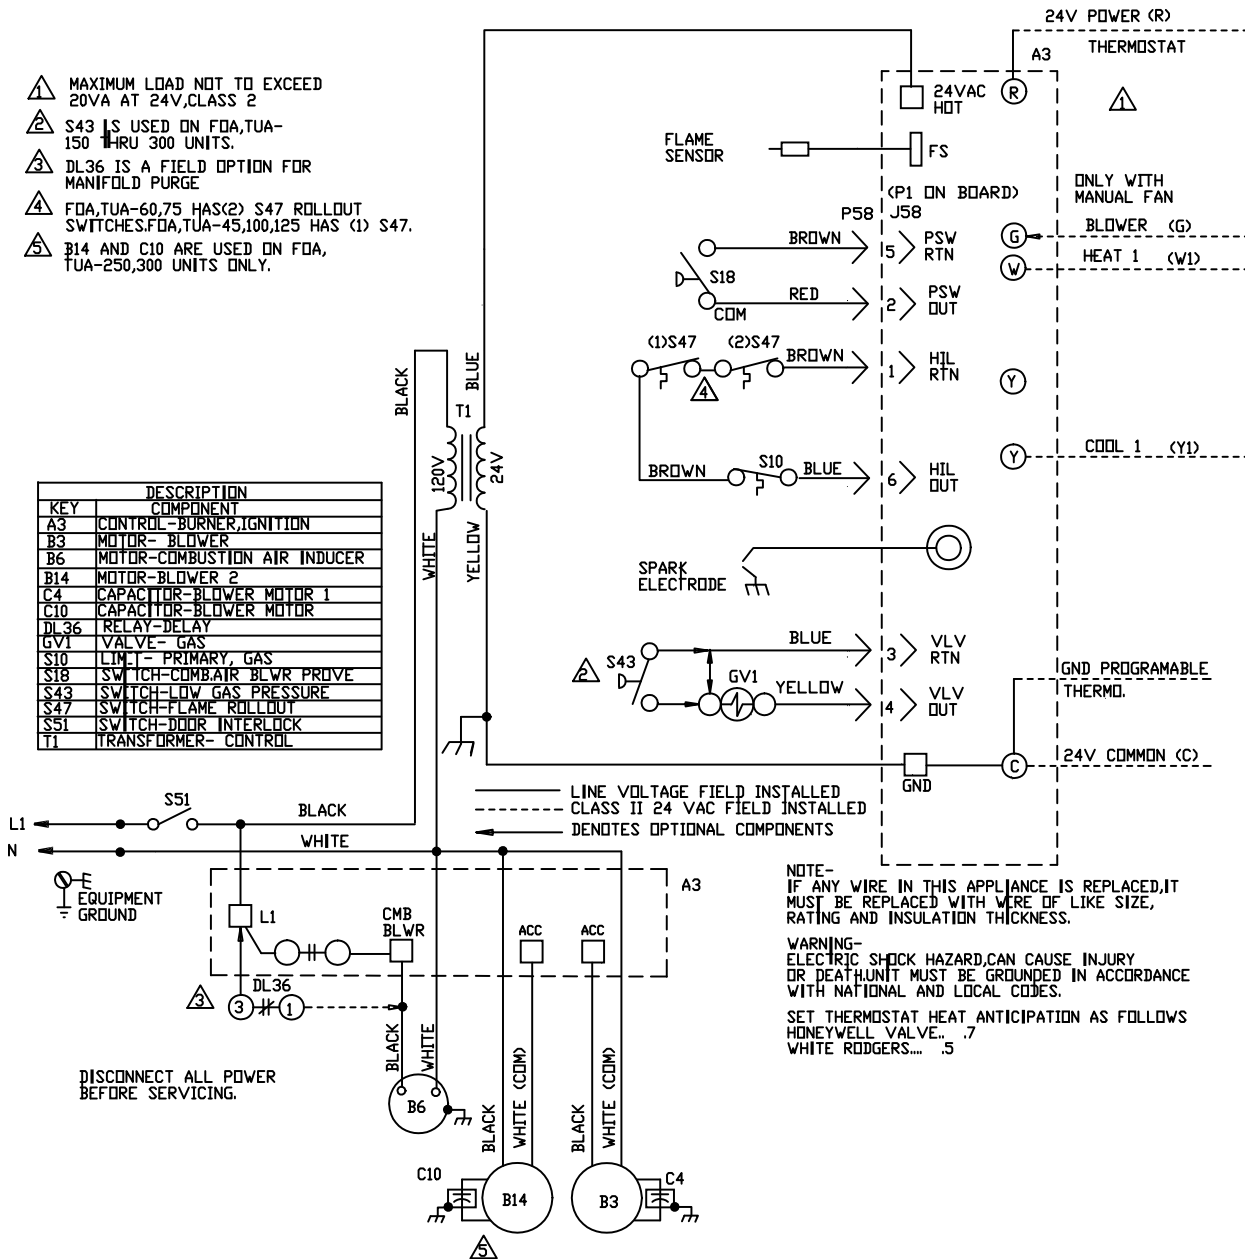 24V POWER (R)
THERMOSTAT
A3
1
24VAC
HOT
R
1 MAXIMUM LOAD NOT TO EXCEED
20VA AT 24V,CLASS 2
2 S43 IS USED ON FOA,TUA-
150 THRU 300 UNITS.
3 DL36 IS A FIELD OPTION FOR
MANIFOLD PURGE
4 FOA,TUA-60,75 HAS(2) S47 ROLLOUT
SWITCHES.FOA,TUA-45,100,125 HAS (1) S47.
5 B14 AND C10 ARE USED ON FOA,
TUA-250,300 UNITS ONLY.
FLAME
SENSOR
FS
(P1 ON BOARD)
P58 J58
ONLY WITH
MANUAL FAN
BROWN
5
PSW
RTN
G
BLOWER (G)
W
HEAT 1 (W1)
S18
COM
RED
2
PSW
OUT
(1)S47
(2)S47
BROWN
4
1
HIL
RTN
Y
Y
COOL 1 (Y1)
BROWN
S10
BLUE
6
HIL
OUT
BLACK
T1
BLUE
120V
24V
WHITE
YELLOW
SPARK
ELECTRODE
DESCRIPTION
KEY COMPONENT
A3 CONTROL-BURNER,IGNITION
B3 MOTOR- BLOWER
B6 MOTOR-COMBUSTION AIR INDUCER
B14 MOTOR-BLOWER 2
C4 CAPACITOR-BLOWER MOTOR 1
C10 CAPACITOR-BLOWER MOTOR
DL36 RELAY-DELAY
GV1 VALVE- GAS
S10 LIMIT- PRIMARY, GAS
S18 SWITCH-COMB.AIR BLWR PROVE
S43 SWITCH-LOW GAS PRESSURE
S47 SWITCH-FLAME ROLLOUT
S51 SWITCH-DOOR INTERLOCK
T1 TRANSFORMER- CONTROL
2
S43
BLUE
3
VLV
RTN
GV1
YELLOW
4
VLV
OUT
GND PROGRAMABLE
THERMO.
GND
C
24V COMMON (C)
LINE VOLTAGE FIELD INSTALLED
CLASS II 24 VAC FIELD INSTALLED
DENOTES OPTIONAL COMPONENTS
L1
S51
BLACK
N
WHITE
EQUIPMENT
GROUND
A3
L1
CMB
BLWR
ACC
ACC
3
DL36
3
1
BLACK
WHITE
B6
BLACK
WHITE (COM)
BLACK
WHITE (COM)
C10
B14
5
B3
C4
DISCONNECT ALL POWER
BEFORE SERVICING.
NOTE-
IF ANY WIRE IN THIS APPLIANCE IS REPLACED,IT
MUST BE REPLACED WITH WIRE OF LIKE SIZE,
RATING AND INSULATION THICKNESS.
WARNING-
ELECTRIC SHOCK HAZARD,CAN CAUSE INJURY
OR DEATH.UNIT MUST BE GROUNDED IN ACCORDANCE
WITH NATIONAL AND LOCAL CODES.
SET THERMOSTAT HEAT ANTICIPATION AS FOLLOWS
HONEYWELL VALVE.. .7
WHITE RODGERS.... .5